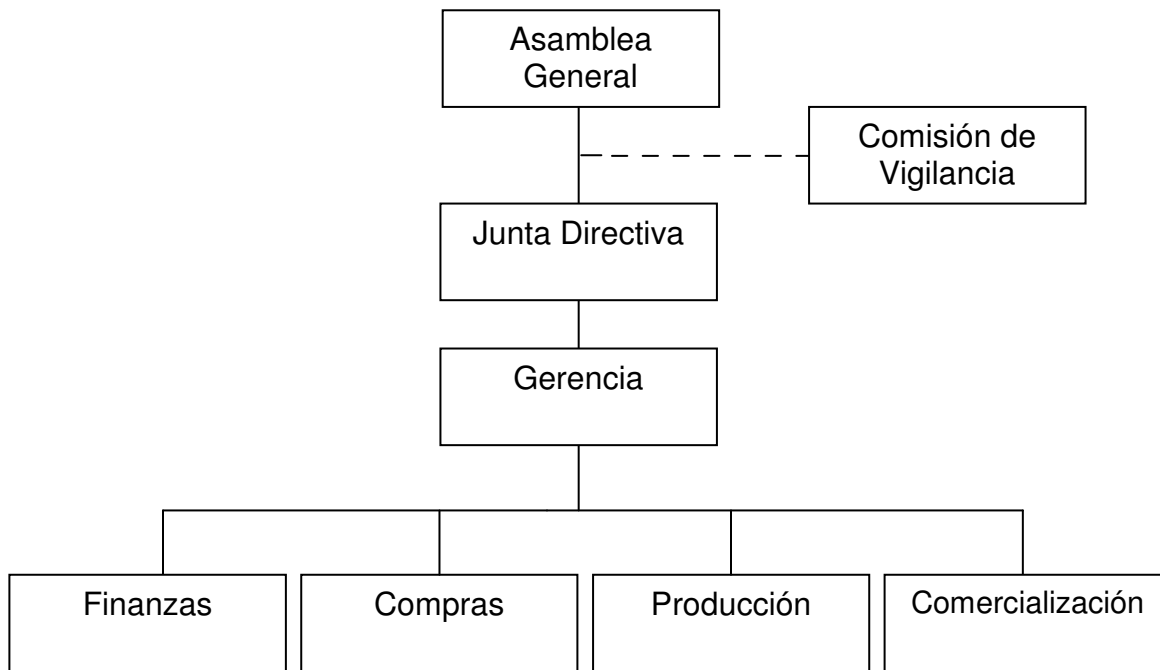 Asamblea
General
Comisión de
Vigilancia
Junta Directiva
Gerencia
Finanzas
Compras
Producción
Comercialización